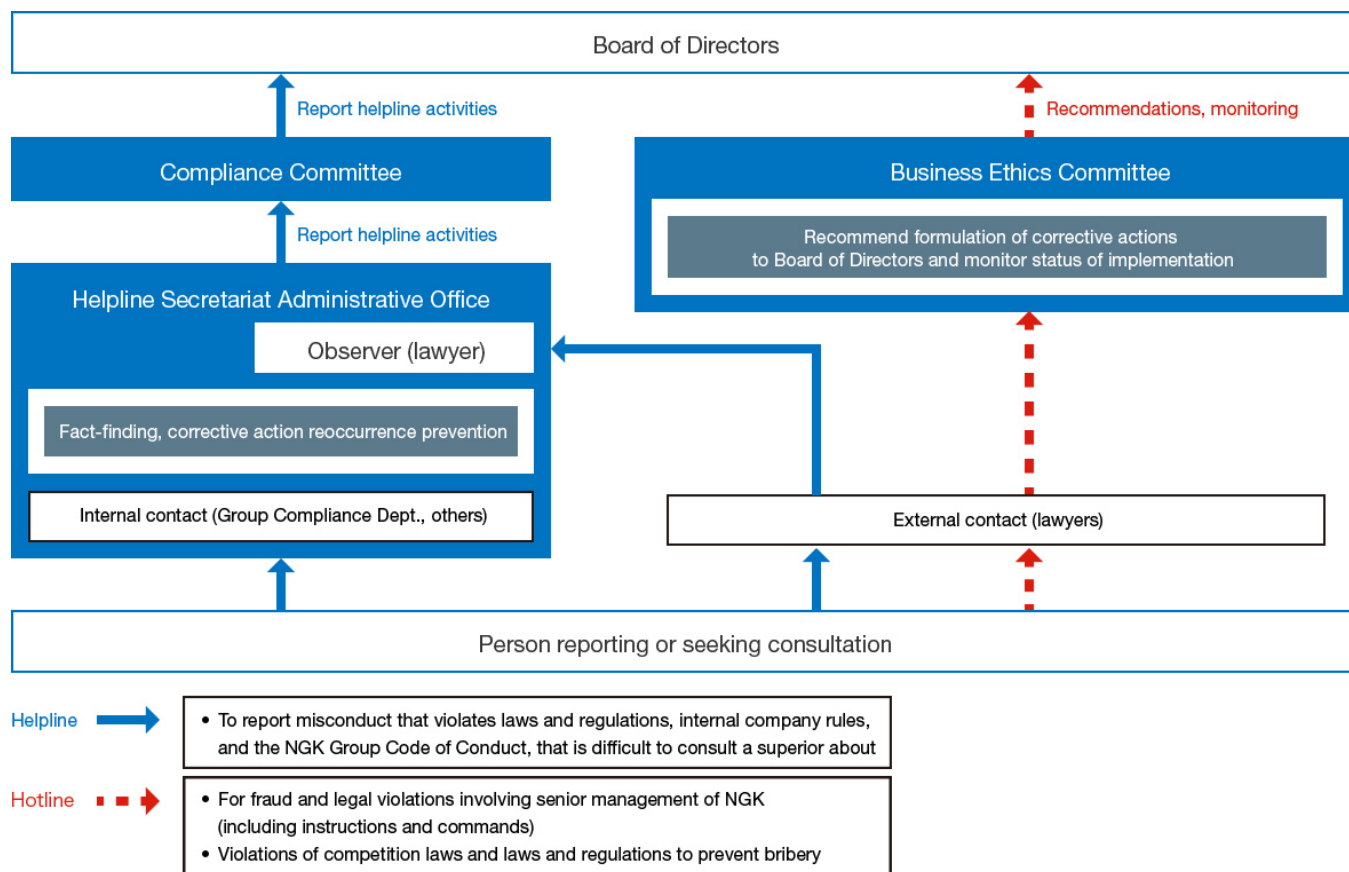 Board of Directors
Report helpline activities
Recommendations, monitoring
Compliance Committee
Business Ethics Committee
Report helpline activities
Recommend formulation of corrective actions
to Board of Directors and monitor status of implementation
Helpline Secretariat Administrative Office
Observer (lawyer)
Fact-finding, corrective action reoccurrence prevention
Internal contact (Group Compliance Dept., others)
External contact (lawyers)
Person reporting or seeking consultation
Helpline
• To report misconduct that violates laws and regulations, internal company rules,
and the NGK Group Code of Conduct, that is difficult to consult a superior about
Hotline
• For fraud and legal violations involving senior management of NGK
(including instructions and commands)
• Violations of competition laws and laws and regulations to prevent bribery